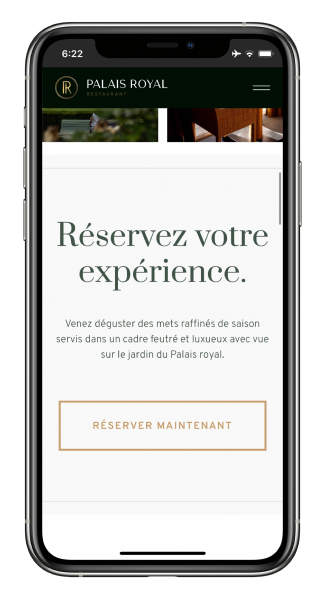 6:22
PALAIS ROYAL
RESTAURANT
Réservez votre
expérience.
Venez déguster des mets raffinés de saison
servis dans un cadre feutré et luxueux avec vue
sur le jardin du Palais royal.
RÉSERVER MAINTENANT